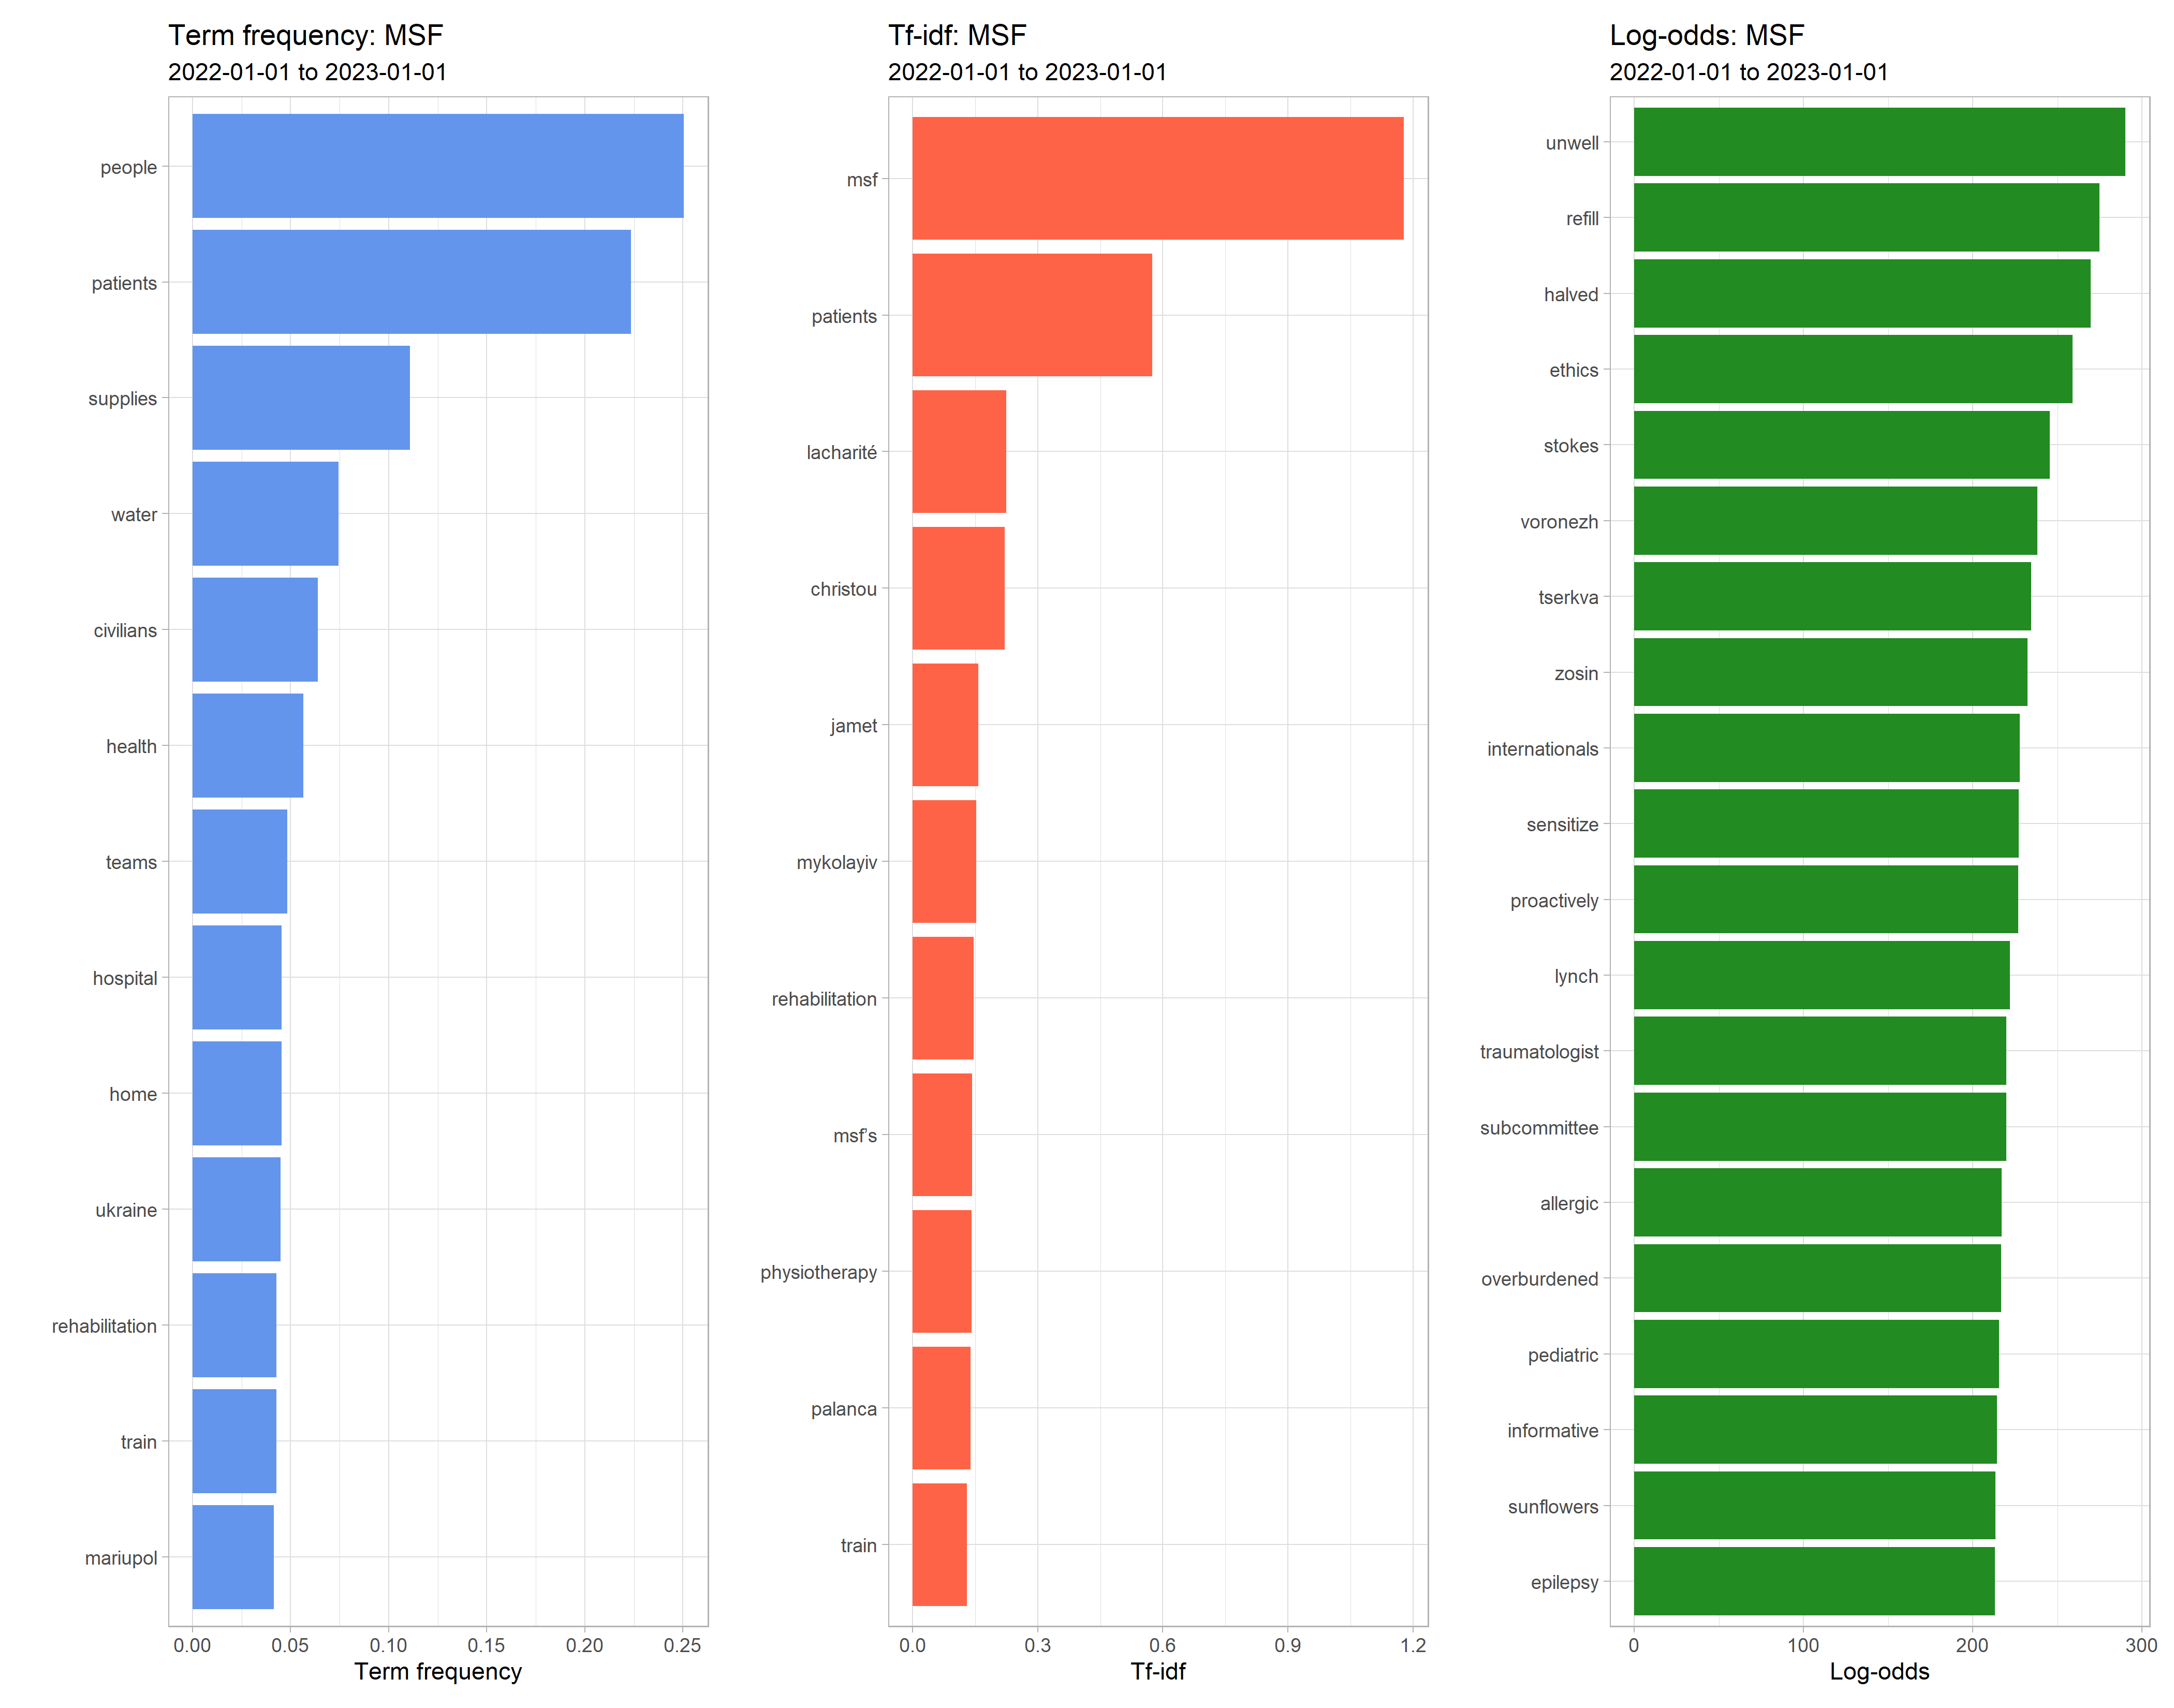 Term frequency: MSF
2022-01-01 to 2023-01-01
people
patients
supplies
water
civilians
health
teams
hospital
home
ukraine
rehabilitation
train
mariupol
0.00 0.05 0.10 0.15 0.20 0.25
Term frequency
Tf-idf: MSF
2022-01-01 to 2023-01-01
msf
patients
lacharité
christou
jamet
mykolayiv
rehabilitation
msf’s
physiotherapy
palanca
train
0.0 0.3 0.6 0.9 1.2
Tf-idf
Log-odds: MSF
2022-01-01 to 2023-01-01
unwell
refill
halved
ethics
stokes
voronezh
tserkva
zosin
internationals
sensitize
proactively
lynch
traumatologist
subcommittee
allergic
overburdened
pediatric
informative
sunflowers
epilepsy
0 100 200 300
Log-odds